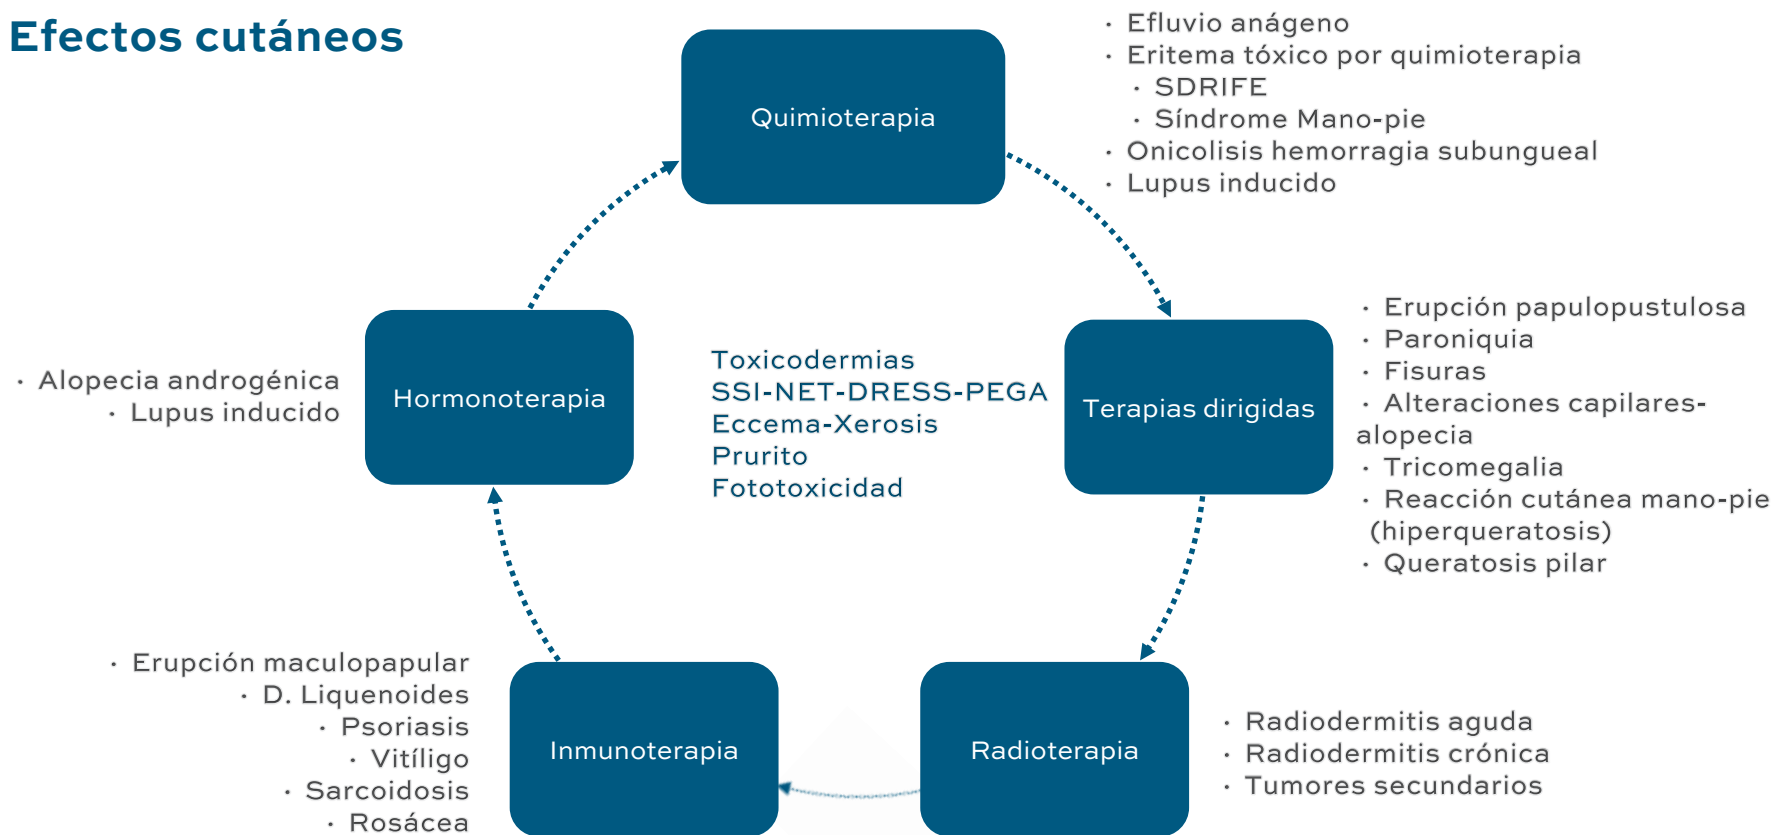 Efectos cutáneos
Quimioterapia
· Efluvio anágeno
· Eritema tóxico por quimioterapia
· SDRIFE
· Síndrome Mano-pie
· Onicolisis hemorragia subungueal
· Lupus inducido
Terapias dirigidas
· Erupción papulopustulosa
· Paroniquia
· Fisuras
· Alteraciones capilares-
alopecia
· Tricomegalia
· Reacción cutánea mano-pie
(hiperqueratosis)
· Queratosis pilar
Toxicodermias
SSI-NET-DRESS-PEGA
Eccema-Xerosis
Prurito
Fototoxicidad
Hormonoterapia
· Alopecia androgénica
· Lupus inducido
Inmunoterapia
· Erupción maculopapular
· D. Liquenoides
· Psoriasis
· Vitíligo
· Sarcoidosis
· Rosácea
Radioterapia
· Radiodermitis aguda
· Radiodermitis crónica
· Tumores secundarios